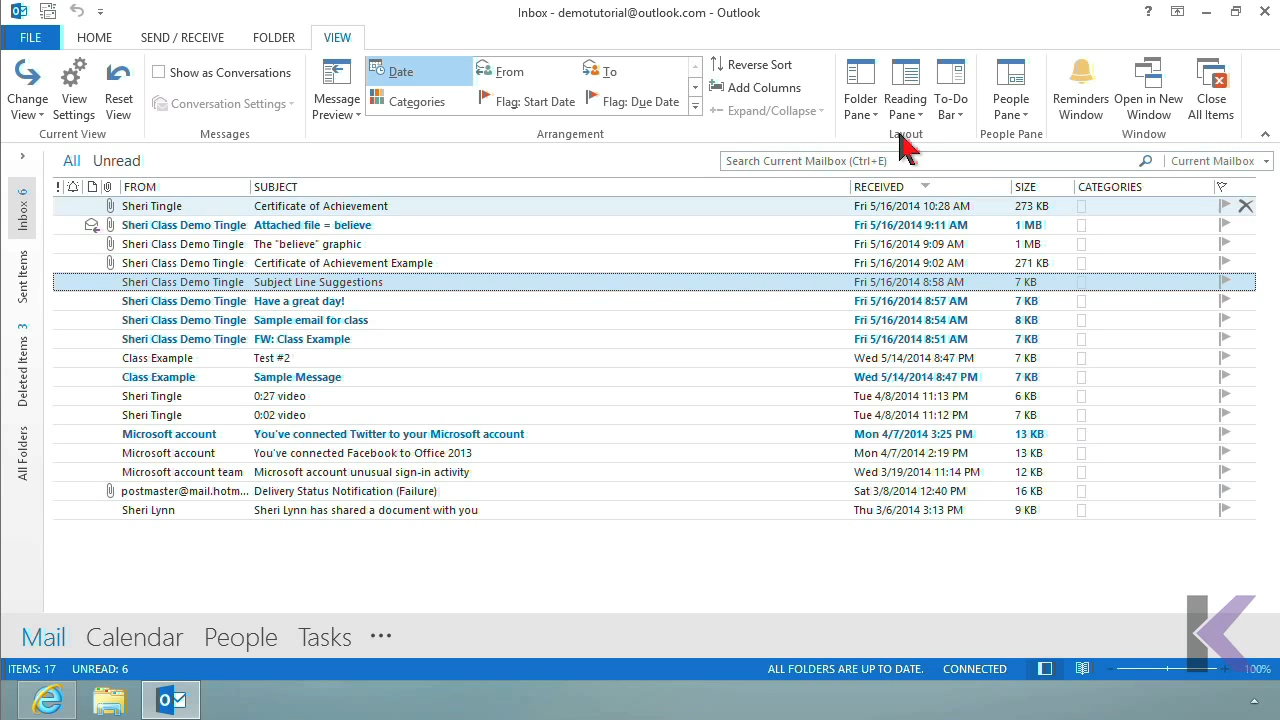 Inbox - demotutorial@outlook.com - Outlook
?
FILE HOME SEND / RECEIVE FOLDER VIEW
Change View
View Settings
Reset View
Current View
Show as Conversations
Conversation Settings
Messages
Message Preview
Date From To
Categories Flag: Start Date Flag: Due Date
Reverse Sort
Add Columns
Expand/Collapse
Arrangement
Folder Pane
Reading Pane
To-Do Bar
Layout
People Pane
People Pane
Reminders Window
Open in New Window
Close All Items
Window
All Unread
Search Current Mailbox (Ctrl+E)
Current Mailbox
! FROM SUBJECT RECEIVED SIZE CATEGORIES
Sheri Tingle Certificate of Achievement Fri 5/16/2014 10:28 AM 273 KB
Sheri Class Demo Tingle Attached file = believe Fri 5/16/2014 9:11 AM 1 MB
Sheri Class Demo Tingle The "believe" graphic Fri 5/16/2014 9:09 AM 1 MB
Sheri Class Demo Tingle Certificate of Achievement Example Fri 5/16/2014 9:02 AM 271 KB
Sheri Class Demo Tingle Subject Line Suggestions Fri 5/16/2014 8:58 AM 7 KB
Sheri Class Demo Tingle Have a great day! Fri 5/16/2014 8:57 AM 7 KB
Sheri Class Demo Tingle Sample email for class Fri 5/16/2014 8:54 AM 8 KB
Sheri Class Demo Tingle FW: Class Example Fri 5/16/2014 8:51 AM 7 KB
Class Example Test #2 Wed 5/14/2014 8:47 PM 7 KB
Class Example Sample Message Wed 5/14/2014 8:47 PM 7 KB
Sheri Tingle 0:27 video Tue 4/8/2014 11:13 PM 6 KB
Sheri Tingle 0:02 video Tue 4/8/2014 11:12 PM 7 KB
Microsoft account You've connected Twitter to your Microsoft account Mon 4/7/2014 3:25 PM 13 KB
Microsoft account You've connected Facebook to Office 2013 Mon 4/7/2014 2:19 PM 13 KB
Microsoft account team Microsoft account unusual sign-in activity Wed 3/19/2014 11:14 PM 12 KB
postmaster@mail.hotm... Delivery Status Notification (Failure) Sat 3/8/2014 12:40 PM 16 KB
Sheri Lynn Sheri Lynn has shared a document with you Thu 3/6/2014 3:13 PM 9 KB
Inbox 6
Sent Items
Deleted Items 3
All Folders
Mail Calendar People Tasks •••
ITEMS: 17 UNREAD: 6 ALL FOLDERS ARE UP TO DATE. CONNECTED 100%
K